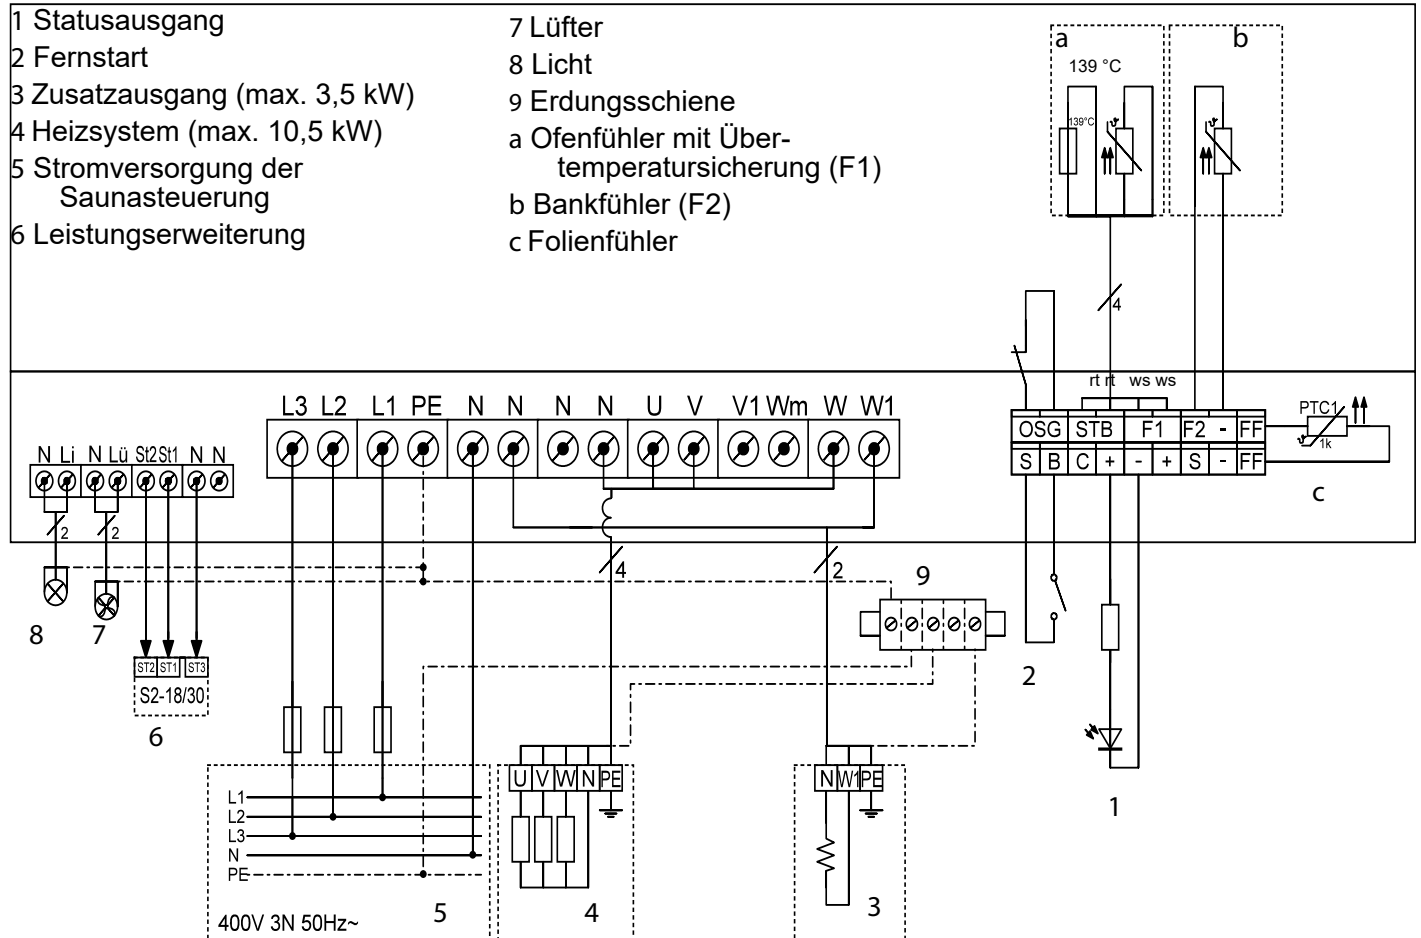 1 Statusausgang
2 Fernstart
3 Zusatzausgang (max. 3,5 kW)
4 Heizsystem (max. 10,5 kW)
5 Stromversorgung der
Saunasteuerung
6 Leistungserweiterung
7 Lüfter
8 Licht
9 Erdungsschiene
a Ofenfühler mit Über-
temperatursicherung (F1)
b Bankfühler (F2)
c Folienfühler
a
139 °C
139°C
ϑ
b
ϑ
4
rt rt ws ws
OSG STB F1 F2 - FF
S B C + - + S - FF
PTC1
ϑ 1k
c
L3 L2 L1 PE N N N N U V V1 Wm W W1
N Li N Lü St2 St1 N N
2 2
4
2
8
7
ST2 ST1 ST3
S2-18/30
6
9
2
1
L1
L2
L3
N
PE
400V 3N 50Hz~
5
U V W N PE
4
N W1 PE
3